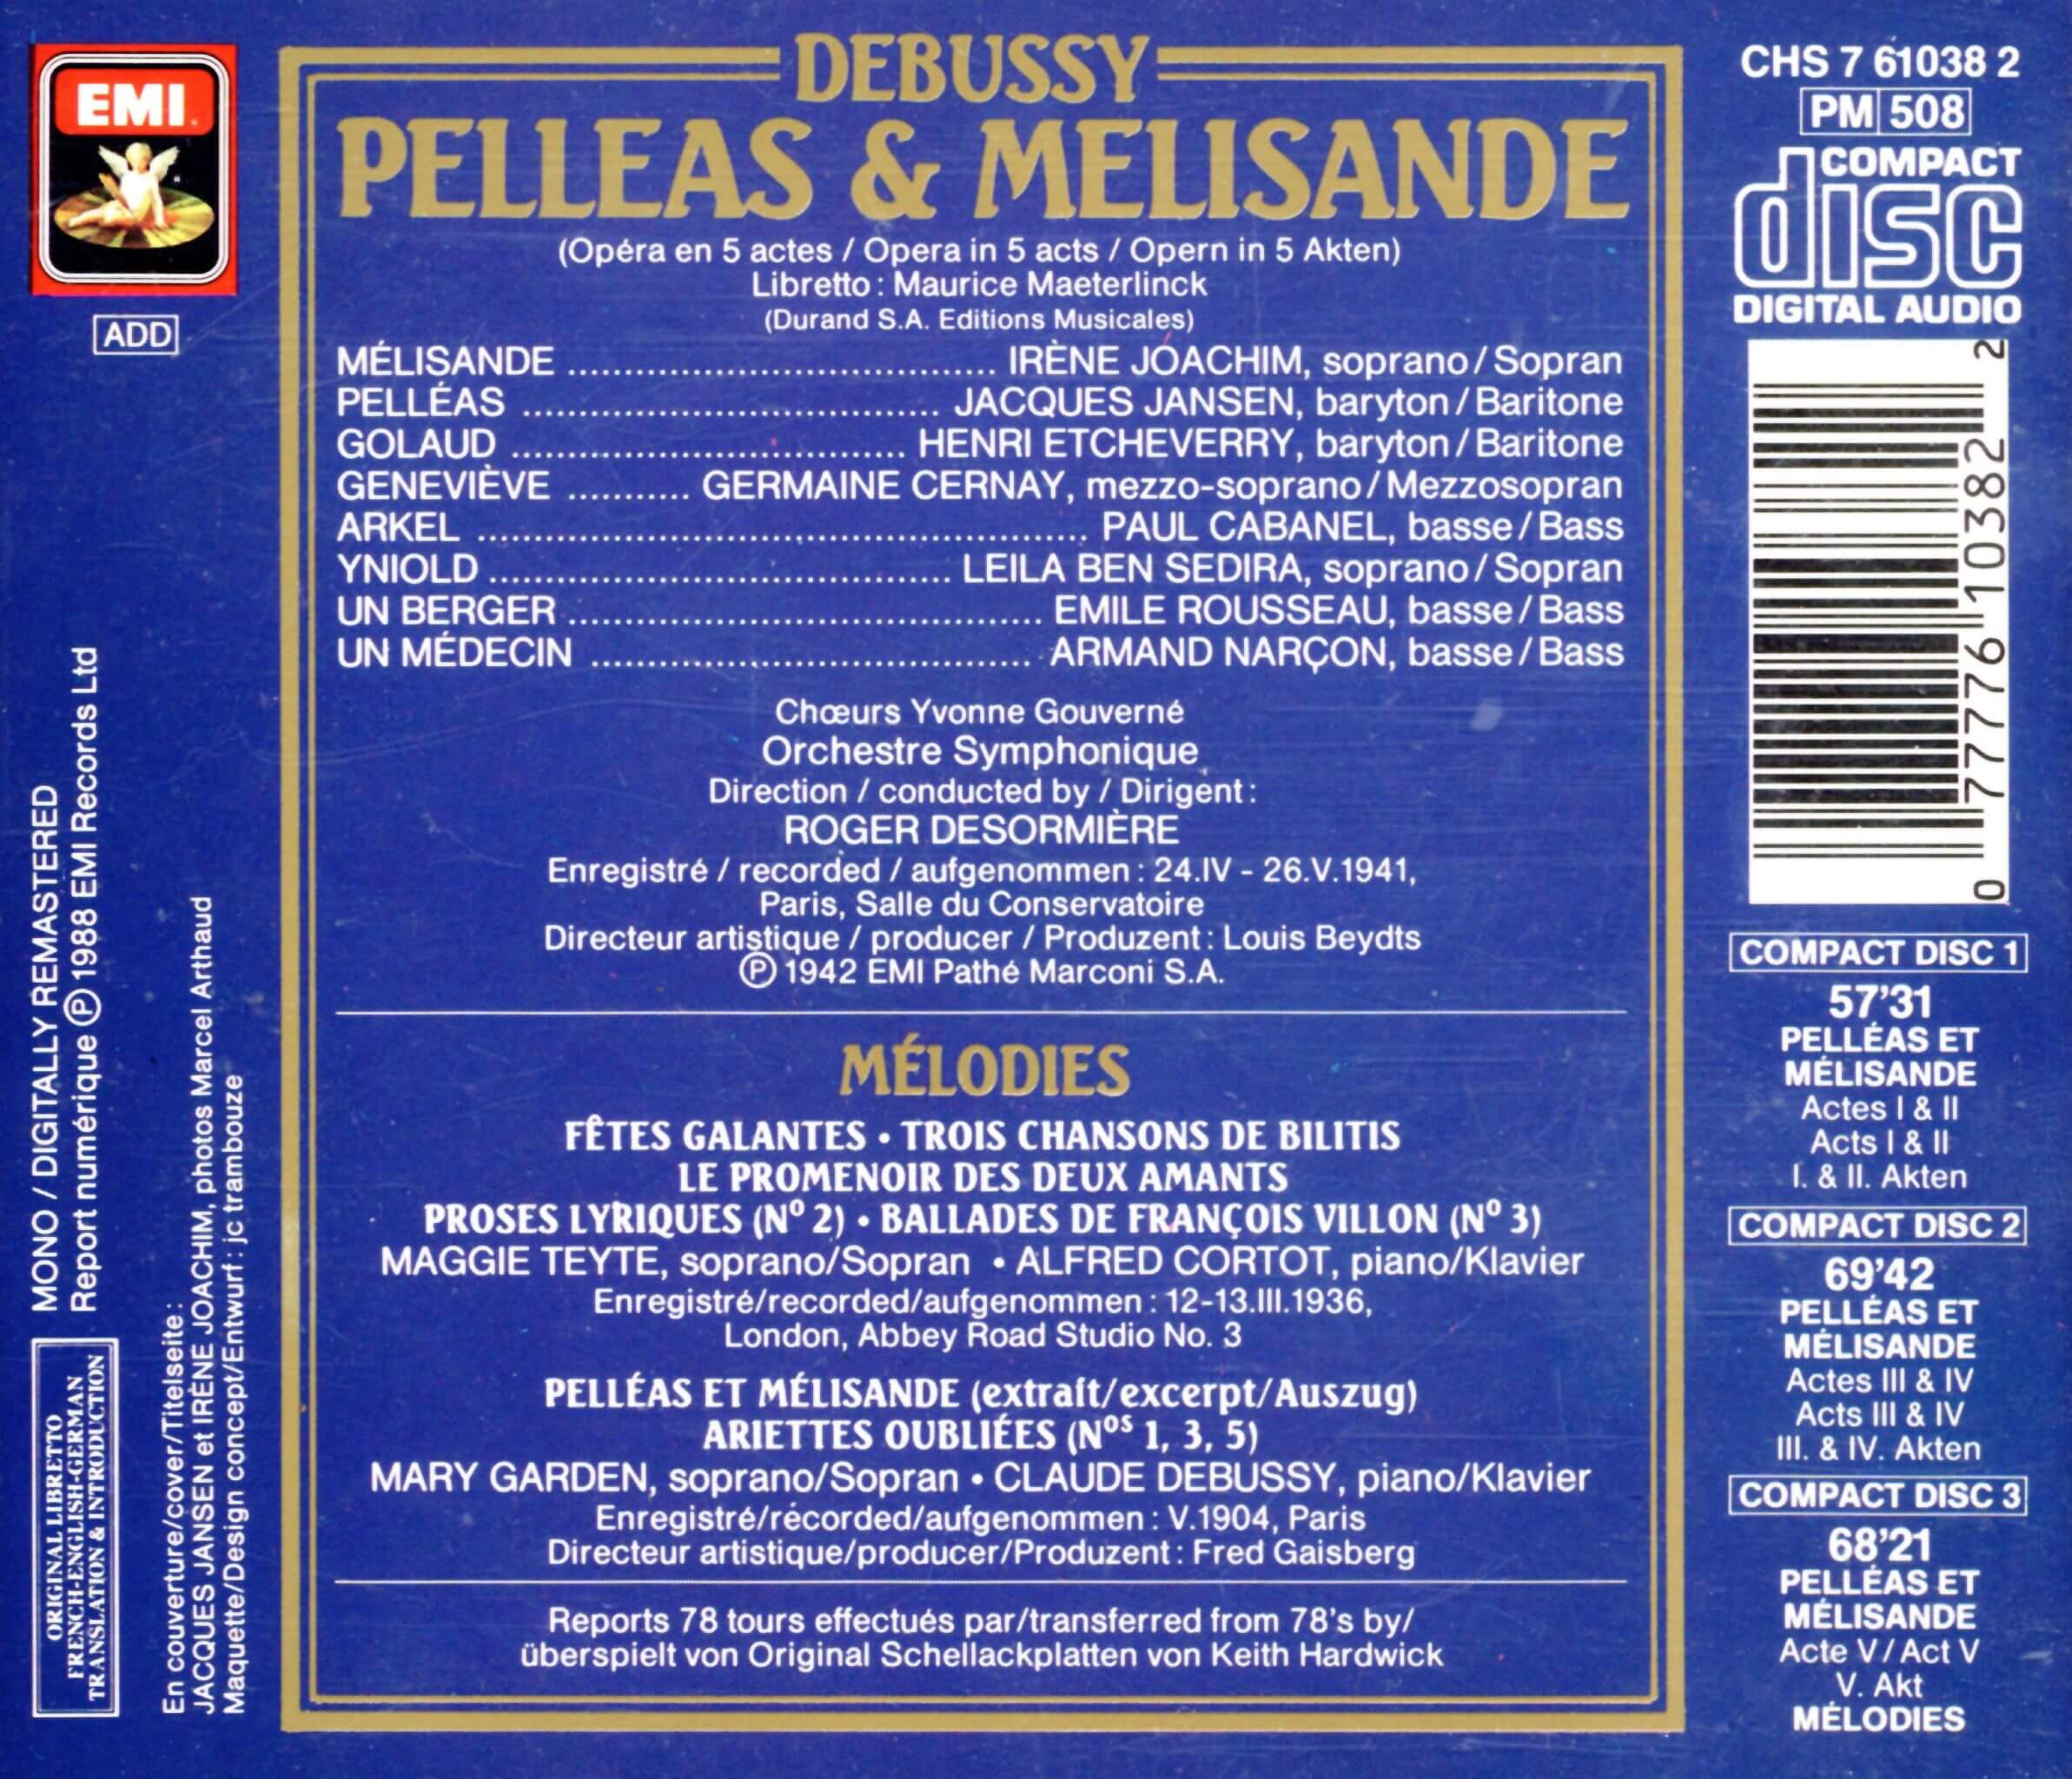 EMI
ADD
MONO / DIGITALLY REMASTERED
Report numérique Ⓟ 1988 EMI Records Ltd
ORIGINAL LIBRETTO
FRENCH-ENGLISH-GERMAN
TRANSLATION & INTRODUCTION
En couverture/cover/Titelseite :
JACQUES JANSEN et IRÈNE JOACHIM, photos Marcel Arthaud
Maquette/Design concept/Entwurf : jc trambouze
DEBUSSY
PELLEAS & MELISANDE
(Opéra en 5 actes / Opera in 5 acts / Opern in 5 Akten)
Libretto : Maurice Maeterlinck
(Durand S.A. Editions Musicales)
MÉLISANDE ...................................... IRÈNE JOACHIM, soprano / Sopran
PELLÉAS ..................................... JACQUES JANSEN, baryton / Baritone
GOLAUD ................................... HENRI ETCHEVERRY, baryton / Baritone
GENEVIÈVE ........... GERMAINE CERNAY, mezzo-soprano / Mezzosopran
ARKEL ...................................................... PAUL CABANEL, basse / Bass
YNIOLD ......................................... LEILA BEN SEDIRA, soprano / Sopran
UN BERGER .......................................... EMILE ROUSSEAU, basse / Bass
UN MÉDECIN ....................................... ARMAND NARÇON, basse / Bass
Chœurs Yvonne Gouverné
Orchestre Symphonique
Direction / conducted by / Dirigent :
ROGER DESORMIÈRE
Enregistré / recorded / aufgenommen : 24.IV - 26.V.1941,
Paris, Salle du Conservatoire
Directeur artistique / producer / Produzent : Louis Beydts
Ⓟ 1942 EMI Pathé Marconi S.A.
MÉLODIES
FÊTES GALANTES • TROIS CHANSONS DE BILITIS
LE PROMENOIR DES DEUX AMANTS
PROSES LYRIQUES (Nº 2) • BALLADES DE FRANÇOIS VILLON (Nº 3)
MAGGIE TEYTE, soprano/Sopran • ALFRED CORTOT, piano/Klavier
Enregistré/recorded/aufgenommen : 12-13.III.1936,
London, Abbey Road Studio No. 3
PELLÉAS ET MÉLISANDE (extrait/excerpt/Auszug)
ARIETTES OUBLIÉES (Nos 1, 3, 5)
MARY GARDEN, soprano/Sopran • CLAUDE DEBUSSY, piano/Klavier
Enregistré/recorded/aufgenommen : V.1904, Paris
Directeur artistique/producer/Produzent : Fred Gaisberg
Reports 78 tours effectués par/transferred from 78's by/
überspielt von Original Schellackplatten von Keith Hardwick
CHS 7 61038 2
PM 508
COMPACT
disc
DIGITAL AUDIO
0 77776 10382 2
COMPACT DISC 1
57'31
PELLÉAS ET
MÉLISANDE
Actes I & II
Acts I & II
I. & II. Akten
COMPACT DISC 2
69'42
PELLÉAS ET
MÉLISANDE
Actes III & IV
Acts III & IV
III. & IV. Akten
COMPACT DISC 3
68'21
PELLÉAS ET
MÉLISANDE
Acte V / Act V
V. Akt
MÉLODIES